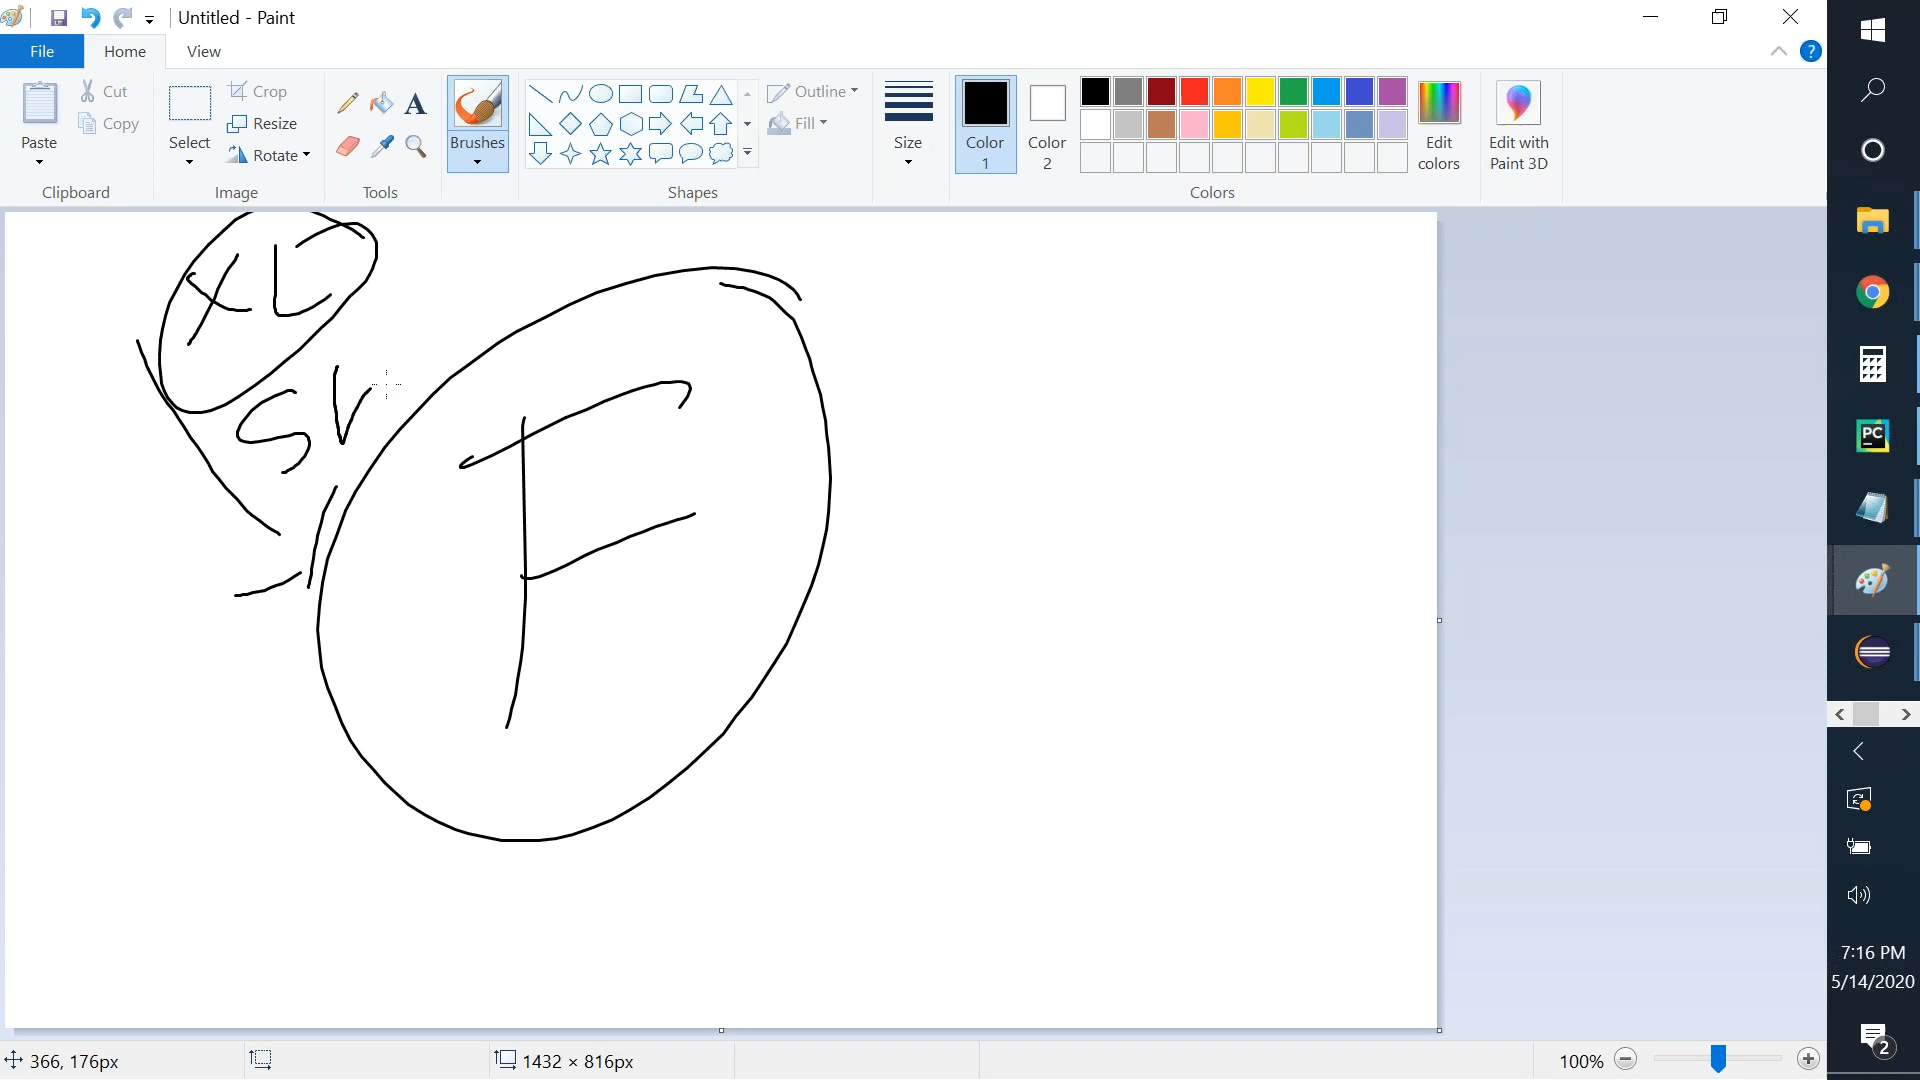 Untitled - Paint
File
Home
View
Cut
Copy
Paste
Clipboard
Crop
Resize
Rotate
Select
Image
A
Tools
Brushes
Shapes
Outline
Fill
Size
Color 1
Color 2
Edit colors
Colors
Edit with Paint 3D
?
XL
F
PC
7:16 PM
5/14/2020
2
366, 176px
1432 × 816px
100%